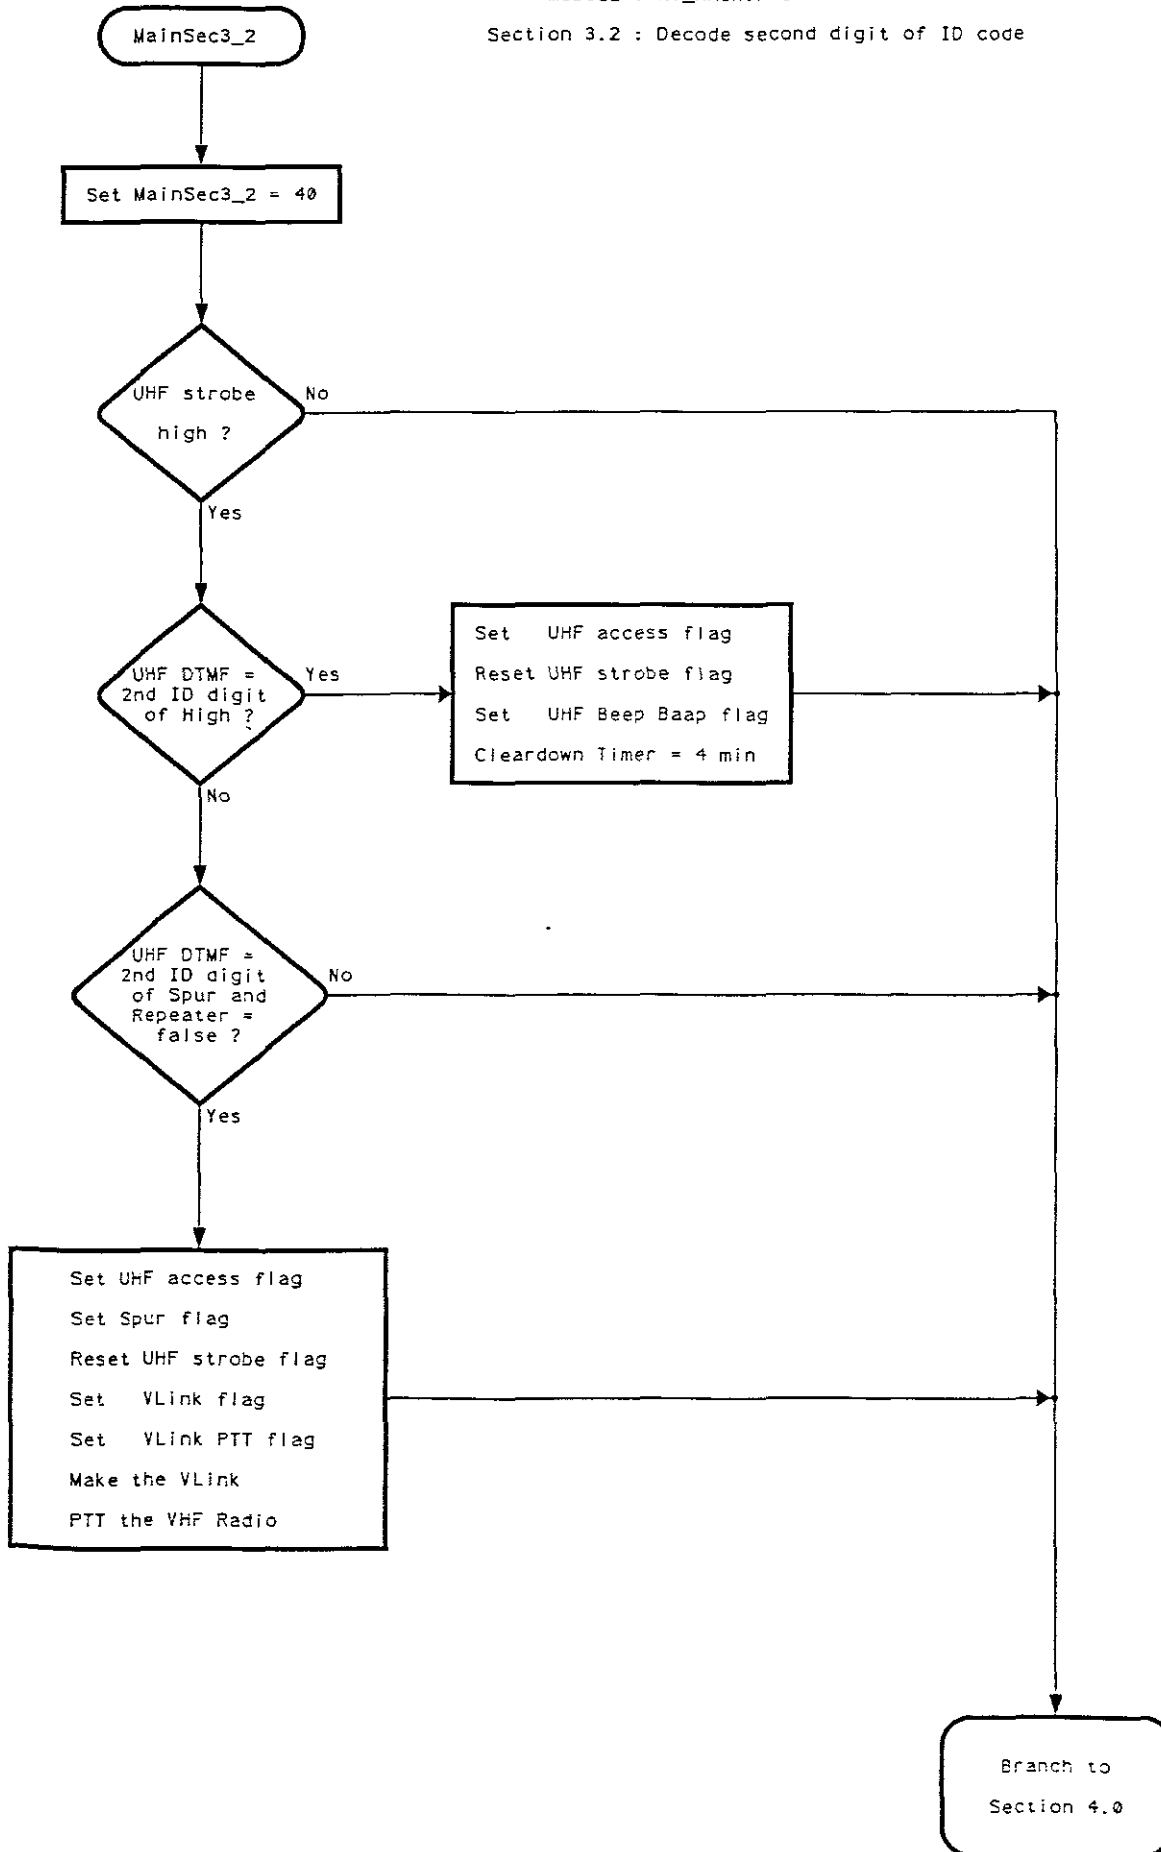 MainSec3_2
Section 3.2 : Decode second digit of ID code
Set MainSec3_2 = 40
UHF strobe
high ?
No
Yes
UHF DTMF =
2nd ID digit
of High ?
Yes
No
Set UHF access flag
Reset UHF strobe flag
Set UHF Beep Baap flag
Cleardown Timer = 4 min
UHF DTMF =
2nd ID digit
of Spur and
Repeater =
false ?
No
Yes
Set UHF access flag
Set Spur flag
Reset UHF strobe flag
Set VLink flag
Set VLink PTT flag
Make the VLink
PTT the VHF Radio
Branch to
Section 4.0